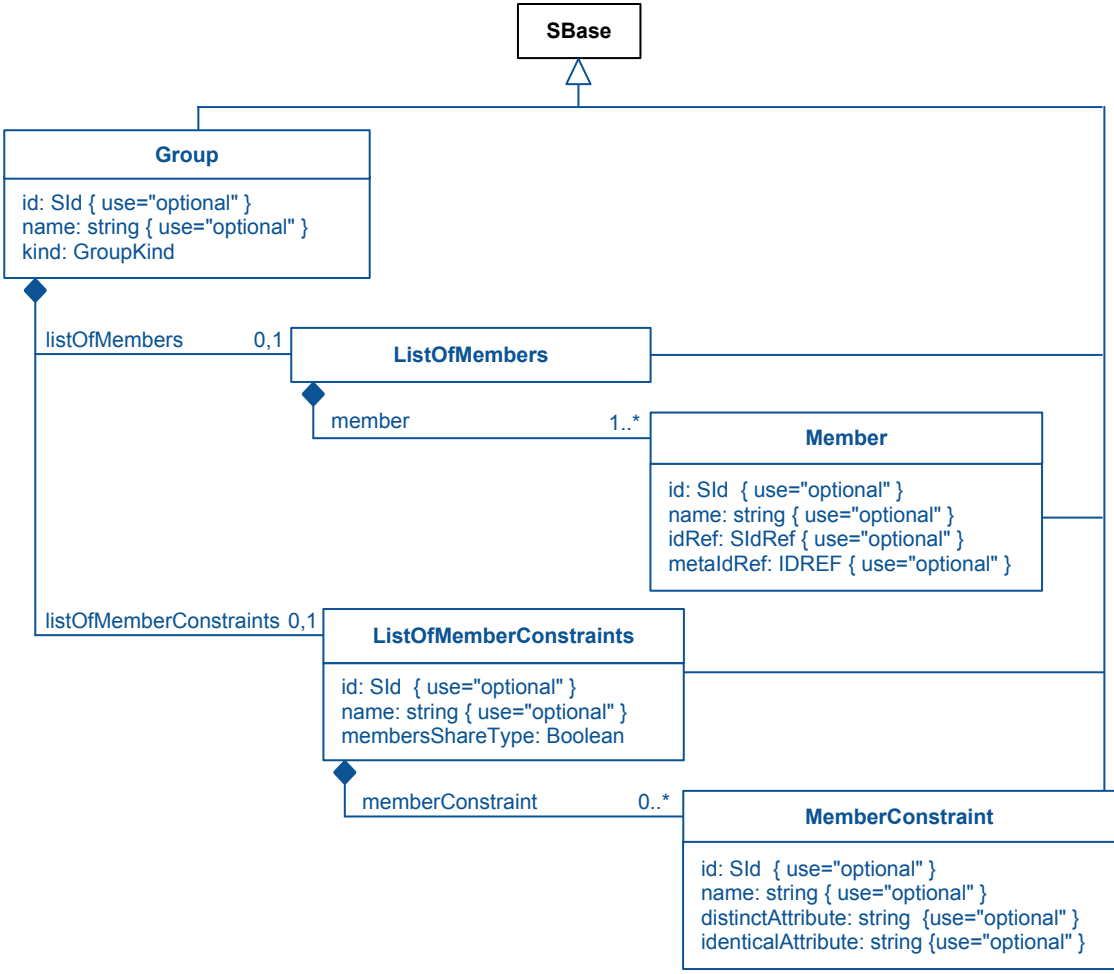 SBase
Group
id: SId { use="optional" }
name: string { use="optional" }
kind: GroupKind
listOfMembers 0,1
ListOfMembers
member 1..*
Member
id: SId { use="optional" }
name: string { use="optional" }
idRef: SIdRef { use="optional" }
metaIdRef: IDREF { use="optional" }
listOfMemberConstraints 0,1
ListOfMemberConstraints
id: SId { use="optional" }
name: string { use="optional" }
membersShareType: Boolean
memberConstraint 0..*
MemberConstraint
id: SId { use="optional" }
name: string { use="optional" }
distinctAttribute: string {use="optional" }
identicalAttribute: string {use="optional" }